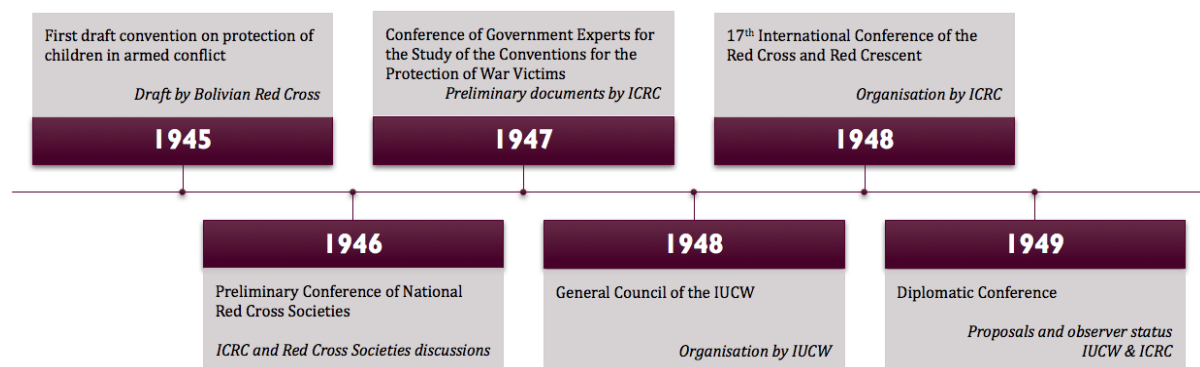 First draft convention on protection of
children in armed conflict
Draft by Bolivian Red Cross
1945
Conference of Government Experts for
the Study of the Conventions for the
Protection of War Victims
Preliminary documents by ICRC
1947
17th International Conference of the
Red Cross and Red Crescent
Organisation by ICRC
1948
1946
Preliminary Conference of National
Red Cross Societies
ICRC and Red Cross Societies discussions
1948
General Council of the IUCW
Organisation by IUCW
1949
Diplomatic Conference
Proposals and observer status
IUCW & ICRC